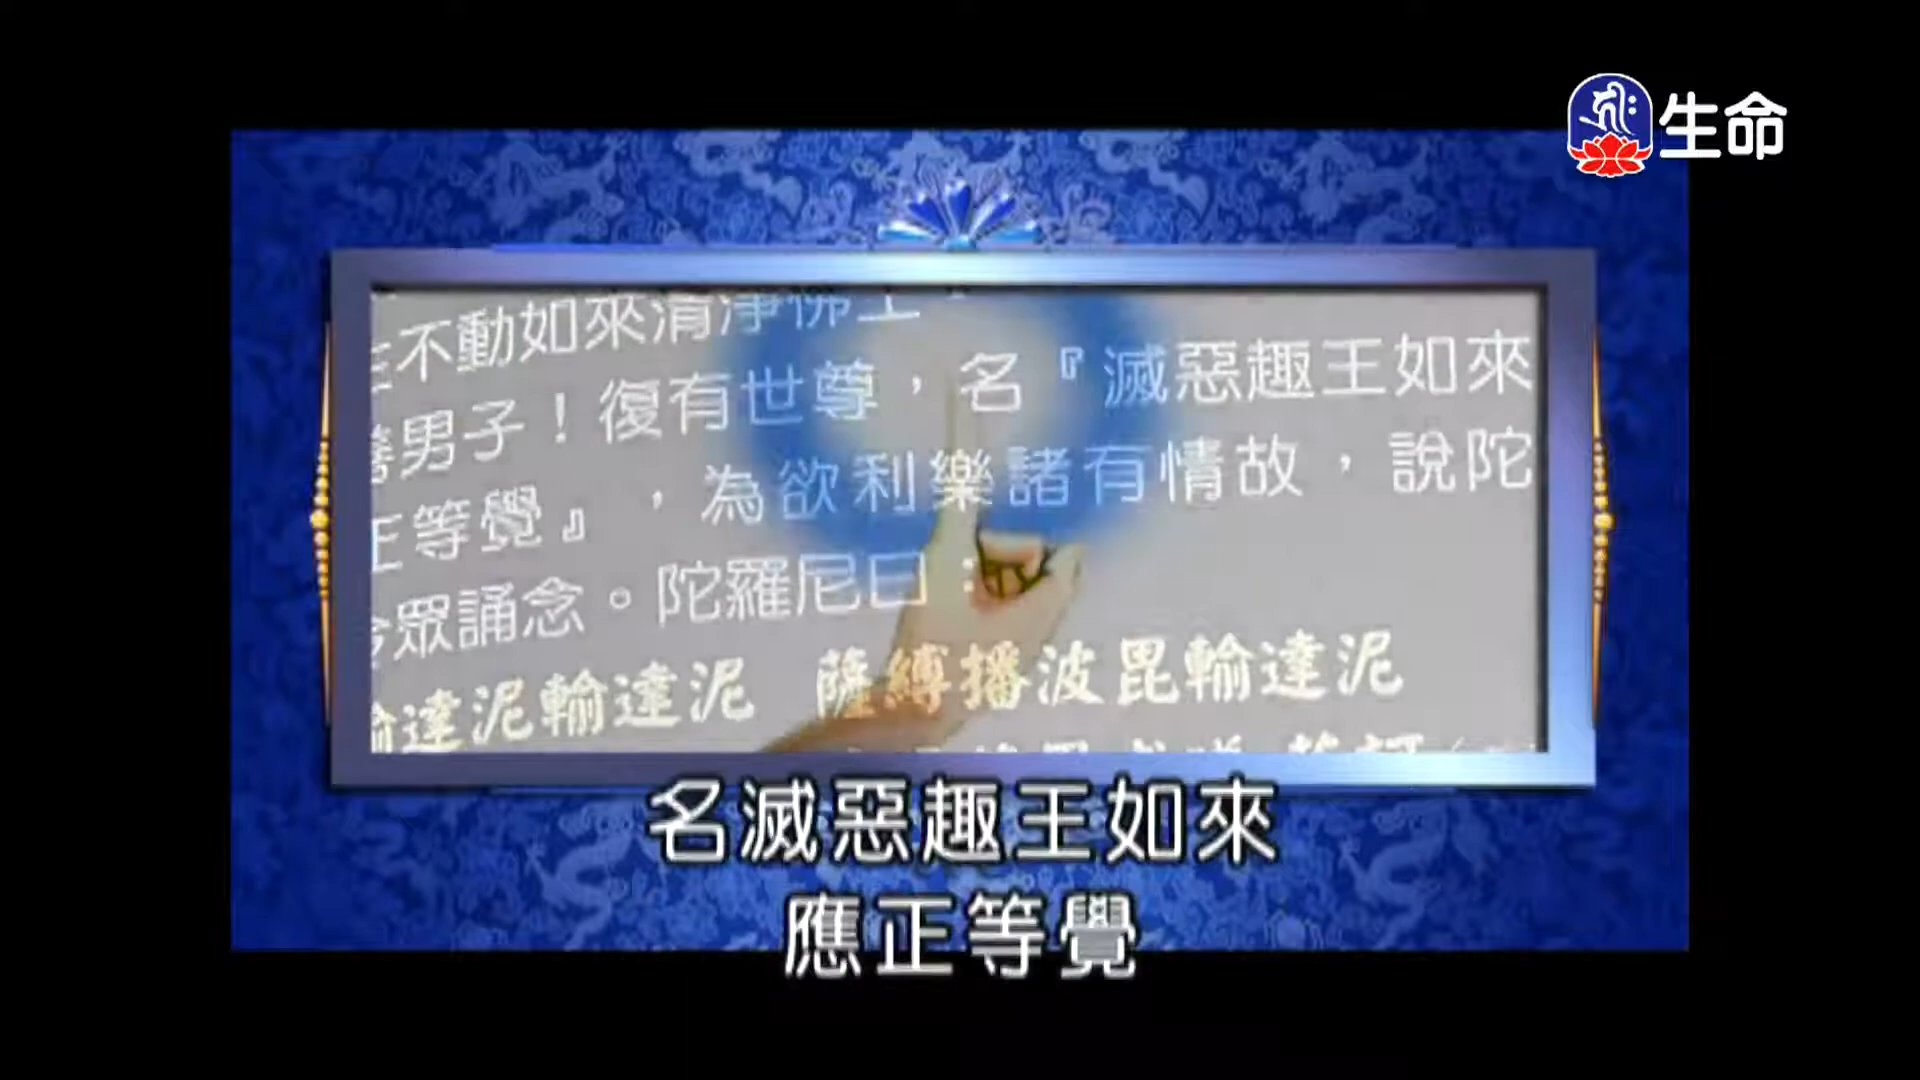 生命
不動如來清淨佛土
男子！復有世尊，名『滅惡趣王如來
正等覺』，為欲利樂諸有情故，說陀
眾誦念。陀羅尼曰：
輸達泥輸達泥 薩縛播波毘輸達泥
名滅惡趣王如來
應正等覺